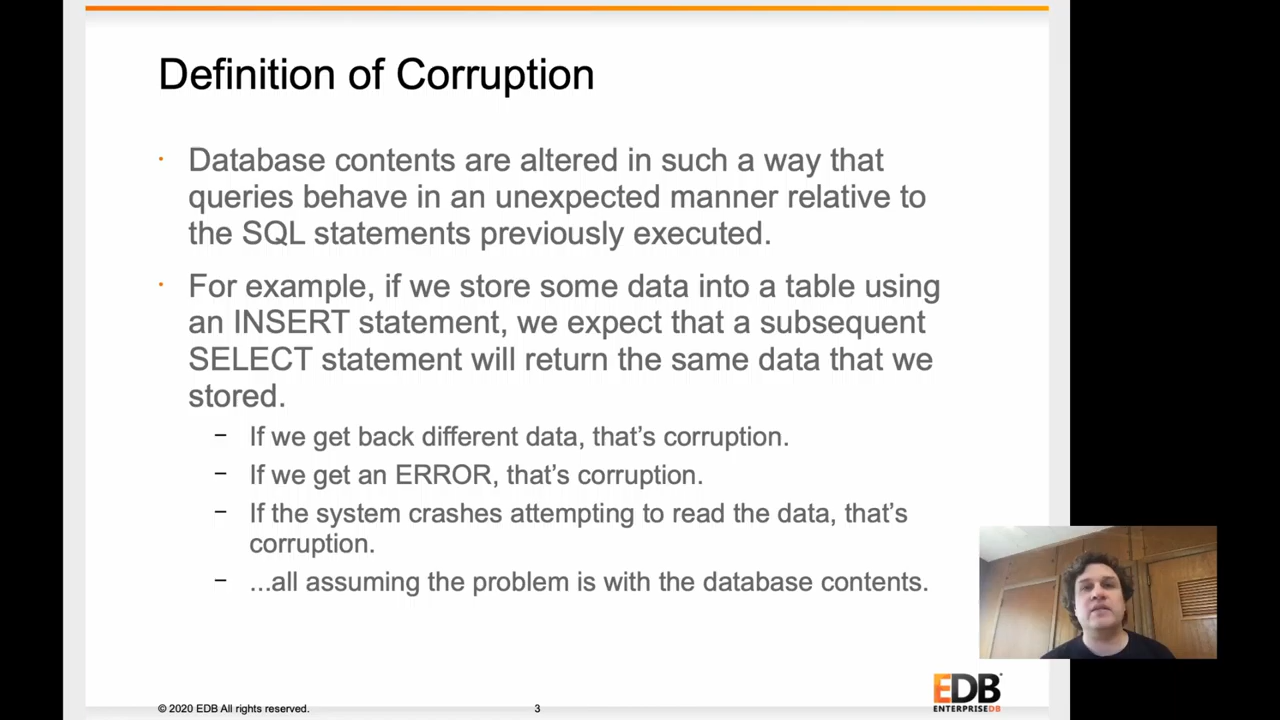 Definition of Corruption
· Database contents are altered in such a way that
queries behave in an unexpected manner relative to
the SQL statements previously executed.
· For example, if we store some data into a table using
an INSERT statement, we expect that a subsequent
SELECT statement will return the same data that we
stored.
− If we get back different data, that’s corruption.
− If we get an ERROR, that’s corruption.
− If the system crashes attempting to read the data, that’s
corruption.
− ...all assuming the problem is with the database contents.
EDB
ENTERPRISEDB
© 2020 EDB All rights reserved.
3